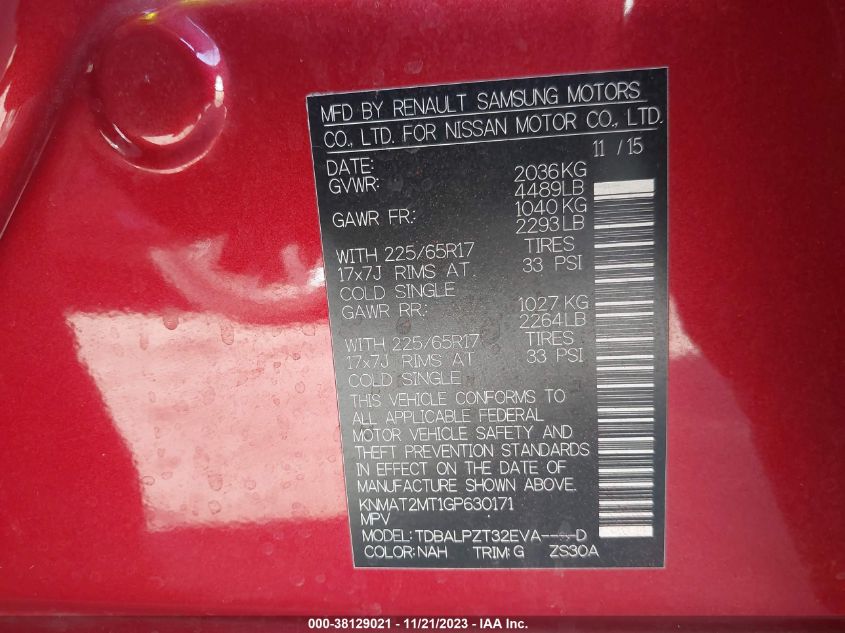 MFD BY RENAULT SAMSUNG MOTORS
CO., LTD. FOR NISSAN MOTOR CO., LTD.
DATE: 11 / 15
GVWR: 2036KG
4489LB
GAWR FR: 1040 KG
2293LB
WITH 225/65R17 TIRES
17x7J RIMS AT 33 PSI
COLD SINGLE
GAWR RR: 1027 KG
2264LB
WITH 225/65R17 TIRES
17x7J RIMS AT 33 PSI
COLD SINGLE
THIS VEHICLE CONFORMS TO
ALL APPLICABLE FEDERAL
MOTOR VEHICLE SAFETY AND
THEFT PREVENTION STANDARDS
IN EFFECT ON THE DATE OF
MANUFACTURE SHOWN ABOVE.
KNMAT2MT1GP630171
MPV
MODEL: TDBALPZT32EVA----D
COLOR: NAH TRIM: G ZS30A
000-38129021 - 11/21/2023 - IAA Inc.